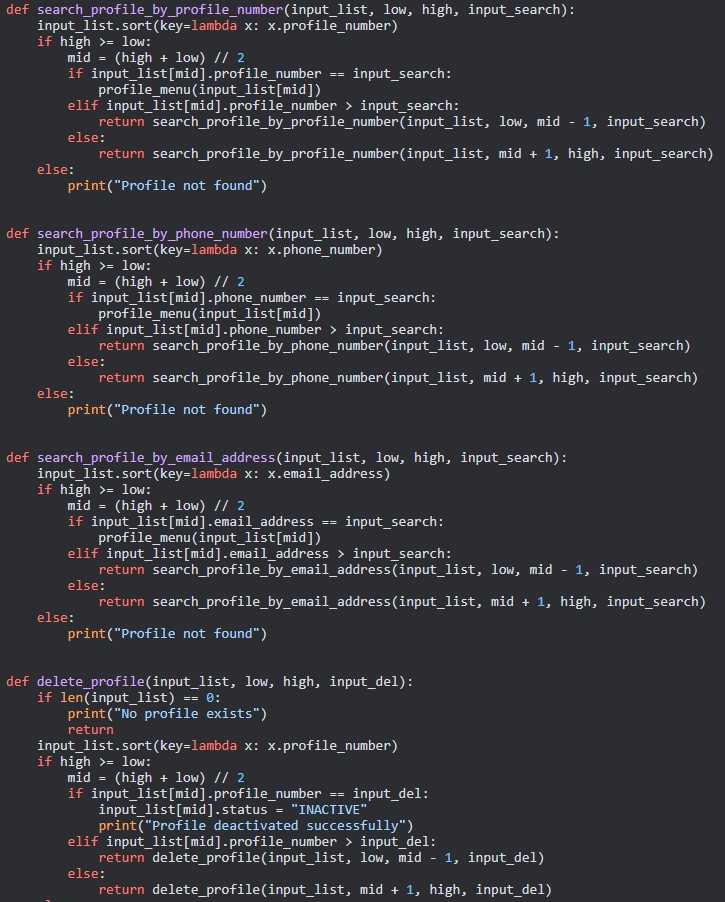 def search_profile_by_profile_number(input_list, low, high, input_search):
    input_list.sort(key=lambda x: x.profile_number)
    if high >= low:
        mid = (high + low) // 2
        if input_list[mid].profile_number == input_search:
            profile_menu(input_list[mid])
        elif input_list[mid].profile_number > input_search:
            return search_profile_by_profile_number(input_list, low, mid - 1, input_search)
        else:
            return search_profile_by_profile_number(input_list, mid + 1, high, input_search)
    else:
        print("Profile not found")


def search_profile_by_phone_number(input_list, low, high, input_search):
    input_list.sort(key=lambda x: x.phone_number)
    if high >= low:
        mid = (high + low) // 2
        if input_list[mid].phone_number == input_search:
            profile_menu(input_list[mid])
        elif input_list[mid].phone_number > input_search:
            return search_profile_by_phone_number(input_list, low, mid - 1, input_search)
        else:
            return search_profile_by_phone_number(input_list, mid + 1, high, input_search)
    else:
        print("Profile not found")


def search_profile_by_email_address(input_list, low, high, input_search):
    input_list.sort(key=lambda x: x.email_address)
    if high >= low:
        mid = (high + low) // 2
        if input_list[mid].email_address == input_search:
            profile_menu(input_list[mid])
        elif input_list[mid].email_address > input_search:
            return search_profile_by_email_address(input_list, low, mid - 1, input_search)
        else:
            return search_profile_by_email_address(input_list, mid + 1, high, input_search)
    else:
        print("Profile not found")


def delete_profile(input_list, low, high, input_del):
    if len(input_list) == 0:
        print("No profile exists")
        return
    input_list.sort(key=lambda x: x.profile_number)
    if high >= low:
        mid = (high + low) // 2
        if input_list[mid].profile_number == input_del:
            input_list[mid].status = "INACTIVE"
            print("Profile deactivated successfully")
        elif input_list[mid].profile_number > input_del:
            return delete_profile(input_list, low, mid - 1, input_del)
        else:
            return delete_profile(input_list, mid + 1, high, input_del)